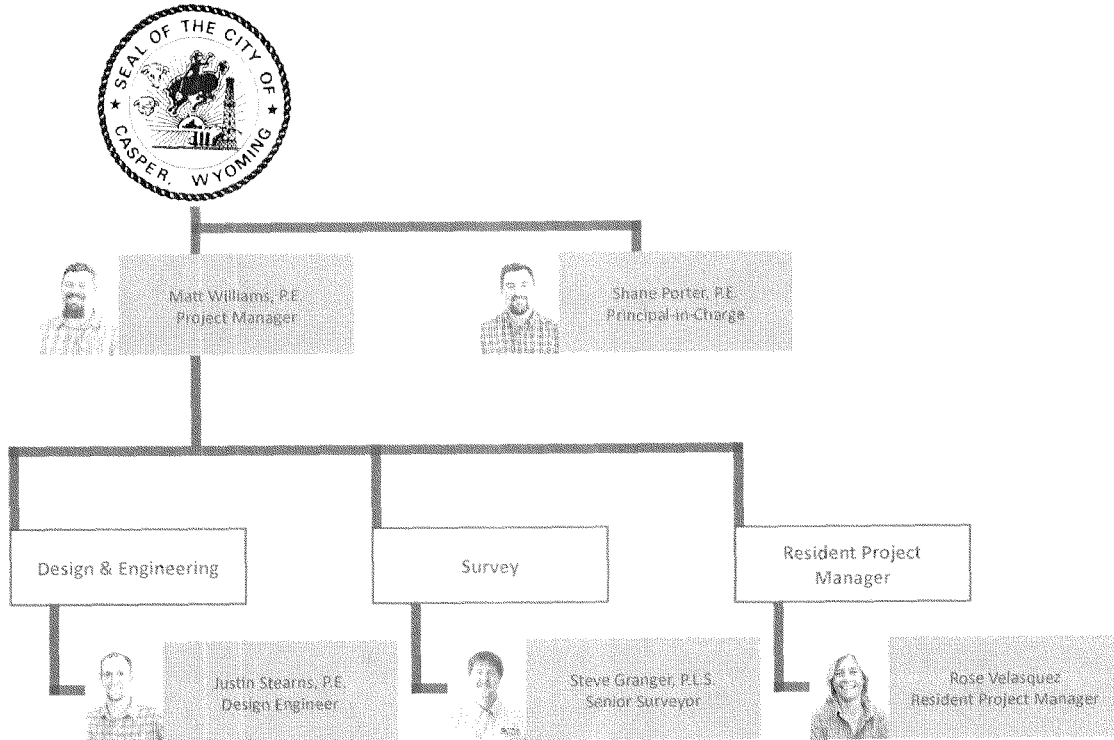 SEAL OF THE CITY OF
CASPER, WYOMING
Matt Williams, P.E.
Project Manager
Shane Porter, P.E.
Principal-in-Charge
Design & Engineering
Survey
Resident Project
Manager
Justin Stearns, P.E.
Design Engineer
Steve Granger, P.L.S.
Senior Surveyor
Rose Velasquez
Resident Project Manager